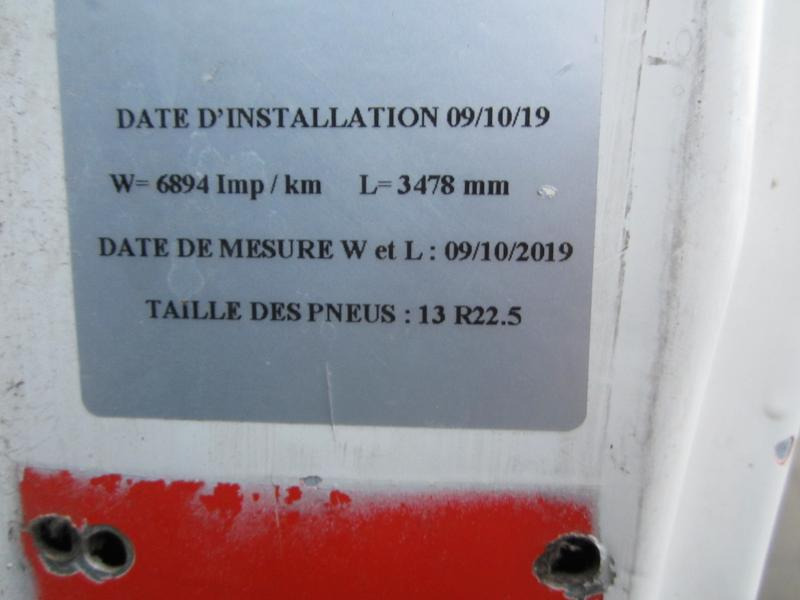 DATE D'INSTALLATION 09/10/19
W= 6894 Imp / km L= 3478 mm
DATE DE MESURE W et L : 09/10/2019
TAILLE DES PNEUS : 13 R22.5